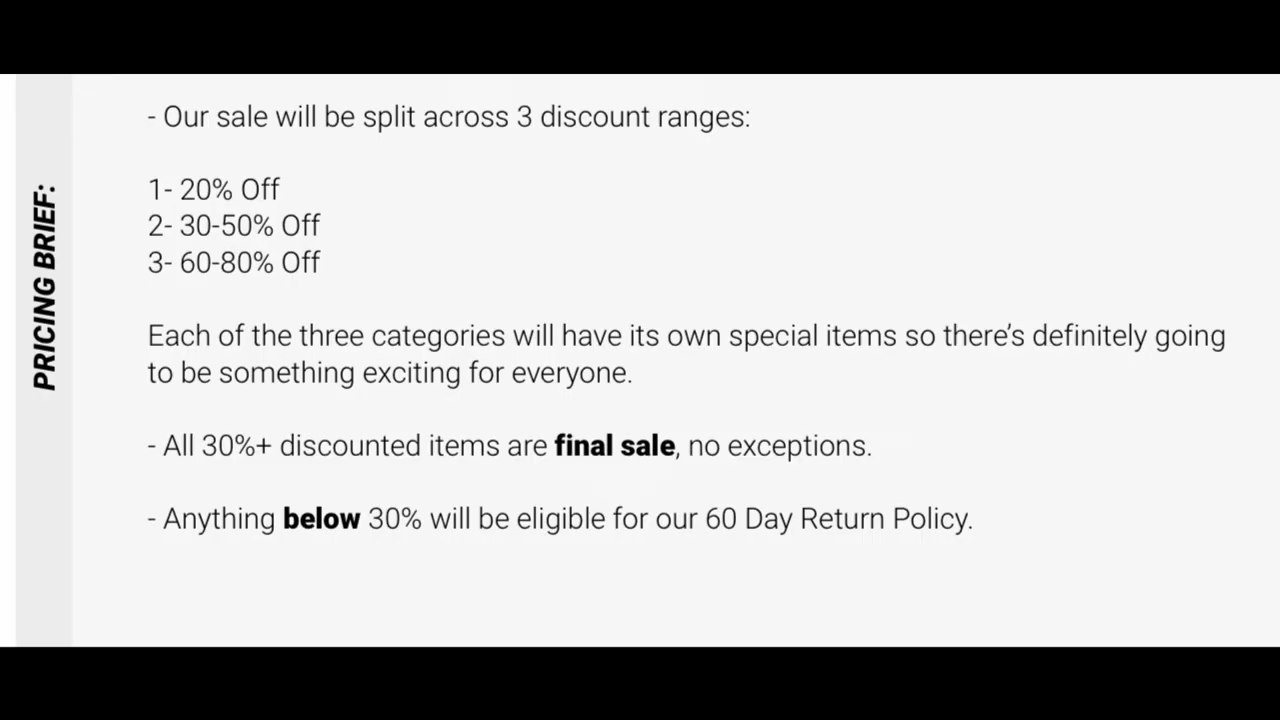 PRICING BRIEF:
- Our sale will be split across 3 discount ranges:
1- 20% Off
2- 30-50% Off
3- 60-80% Off
Each of the three categories will have its own special items so there’s definitely going
to be something exciting for everyone.
- All 30%+ discounted items are final sale, no exceptions.
- Anything below 30% will be eligible for our 60 Day Return Policy.